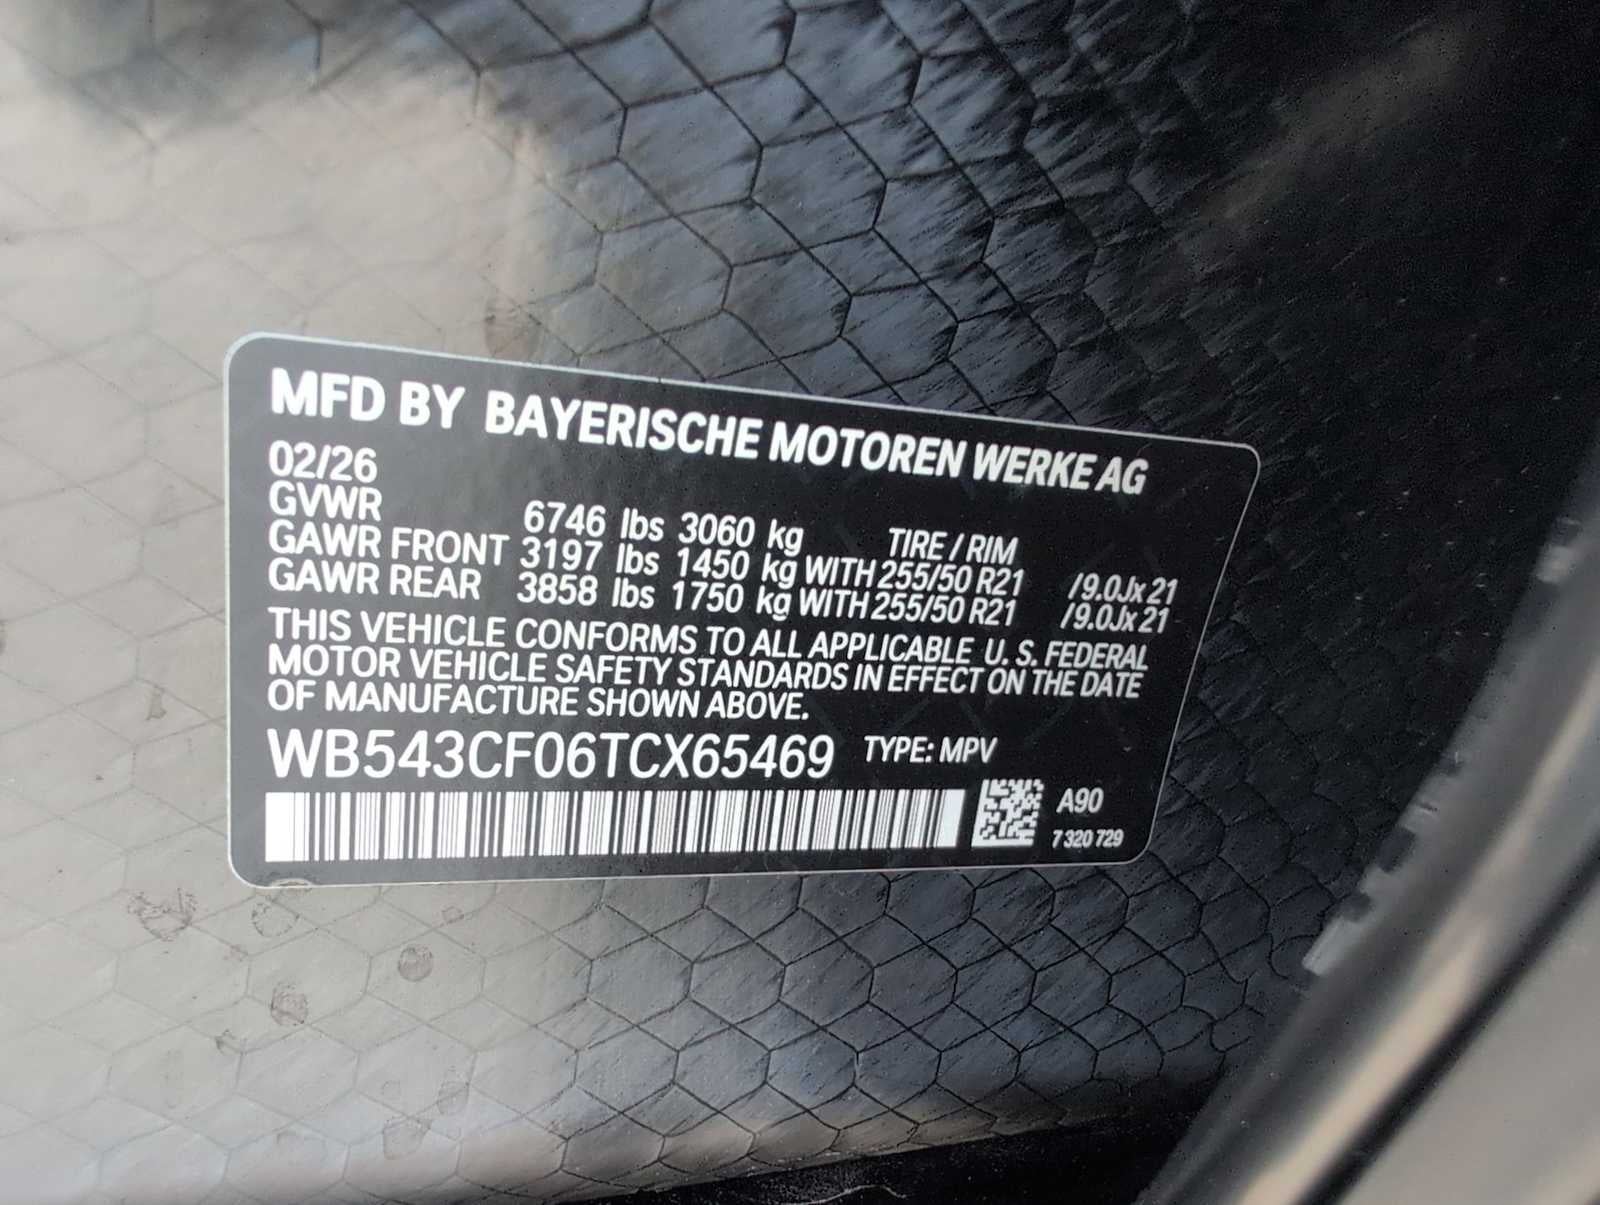 MFD BY BAYERISCHE MOTOREN WERKE AG
02/26
GVWR 6746 lbs 3060 kg TIRE / RIM
GAWR FRONT 3197 lbs 1450 kg WITH 255/50 R21 /9.0Jx21
GAWR REAR 3858 lbs 1750 kg WITH 255/50 R21 /9.0Jx21
THIS VEHICLE CONFORMS TO ALL APPLICABLE U. S. FEDERAL
MOTOR VEHICLE SAFETY STANDARDS IN EFFECT ON THE DATE
OF MANUFACTURE SHOWN ABOVE.
WB543CF06TCX65469 TYPE: MPV
A90
7 320 729